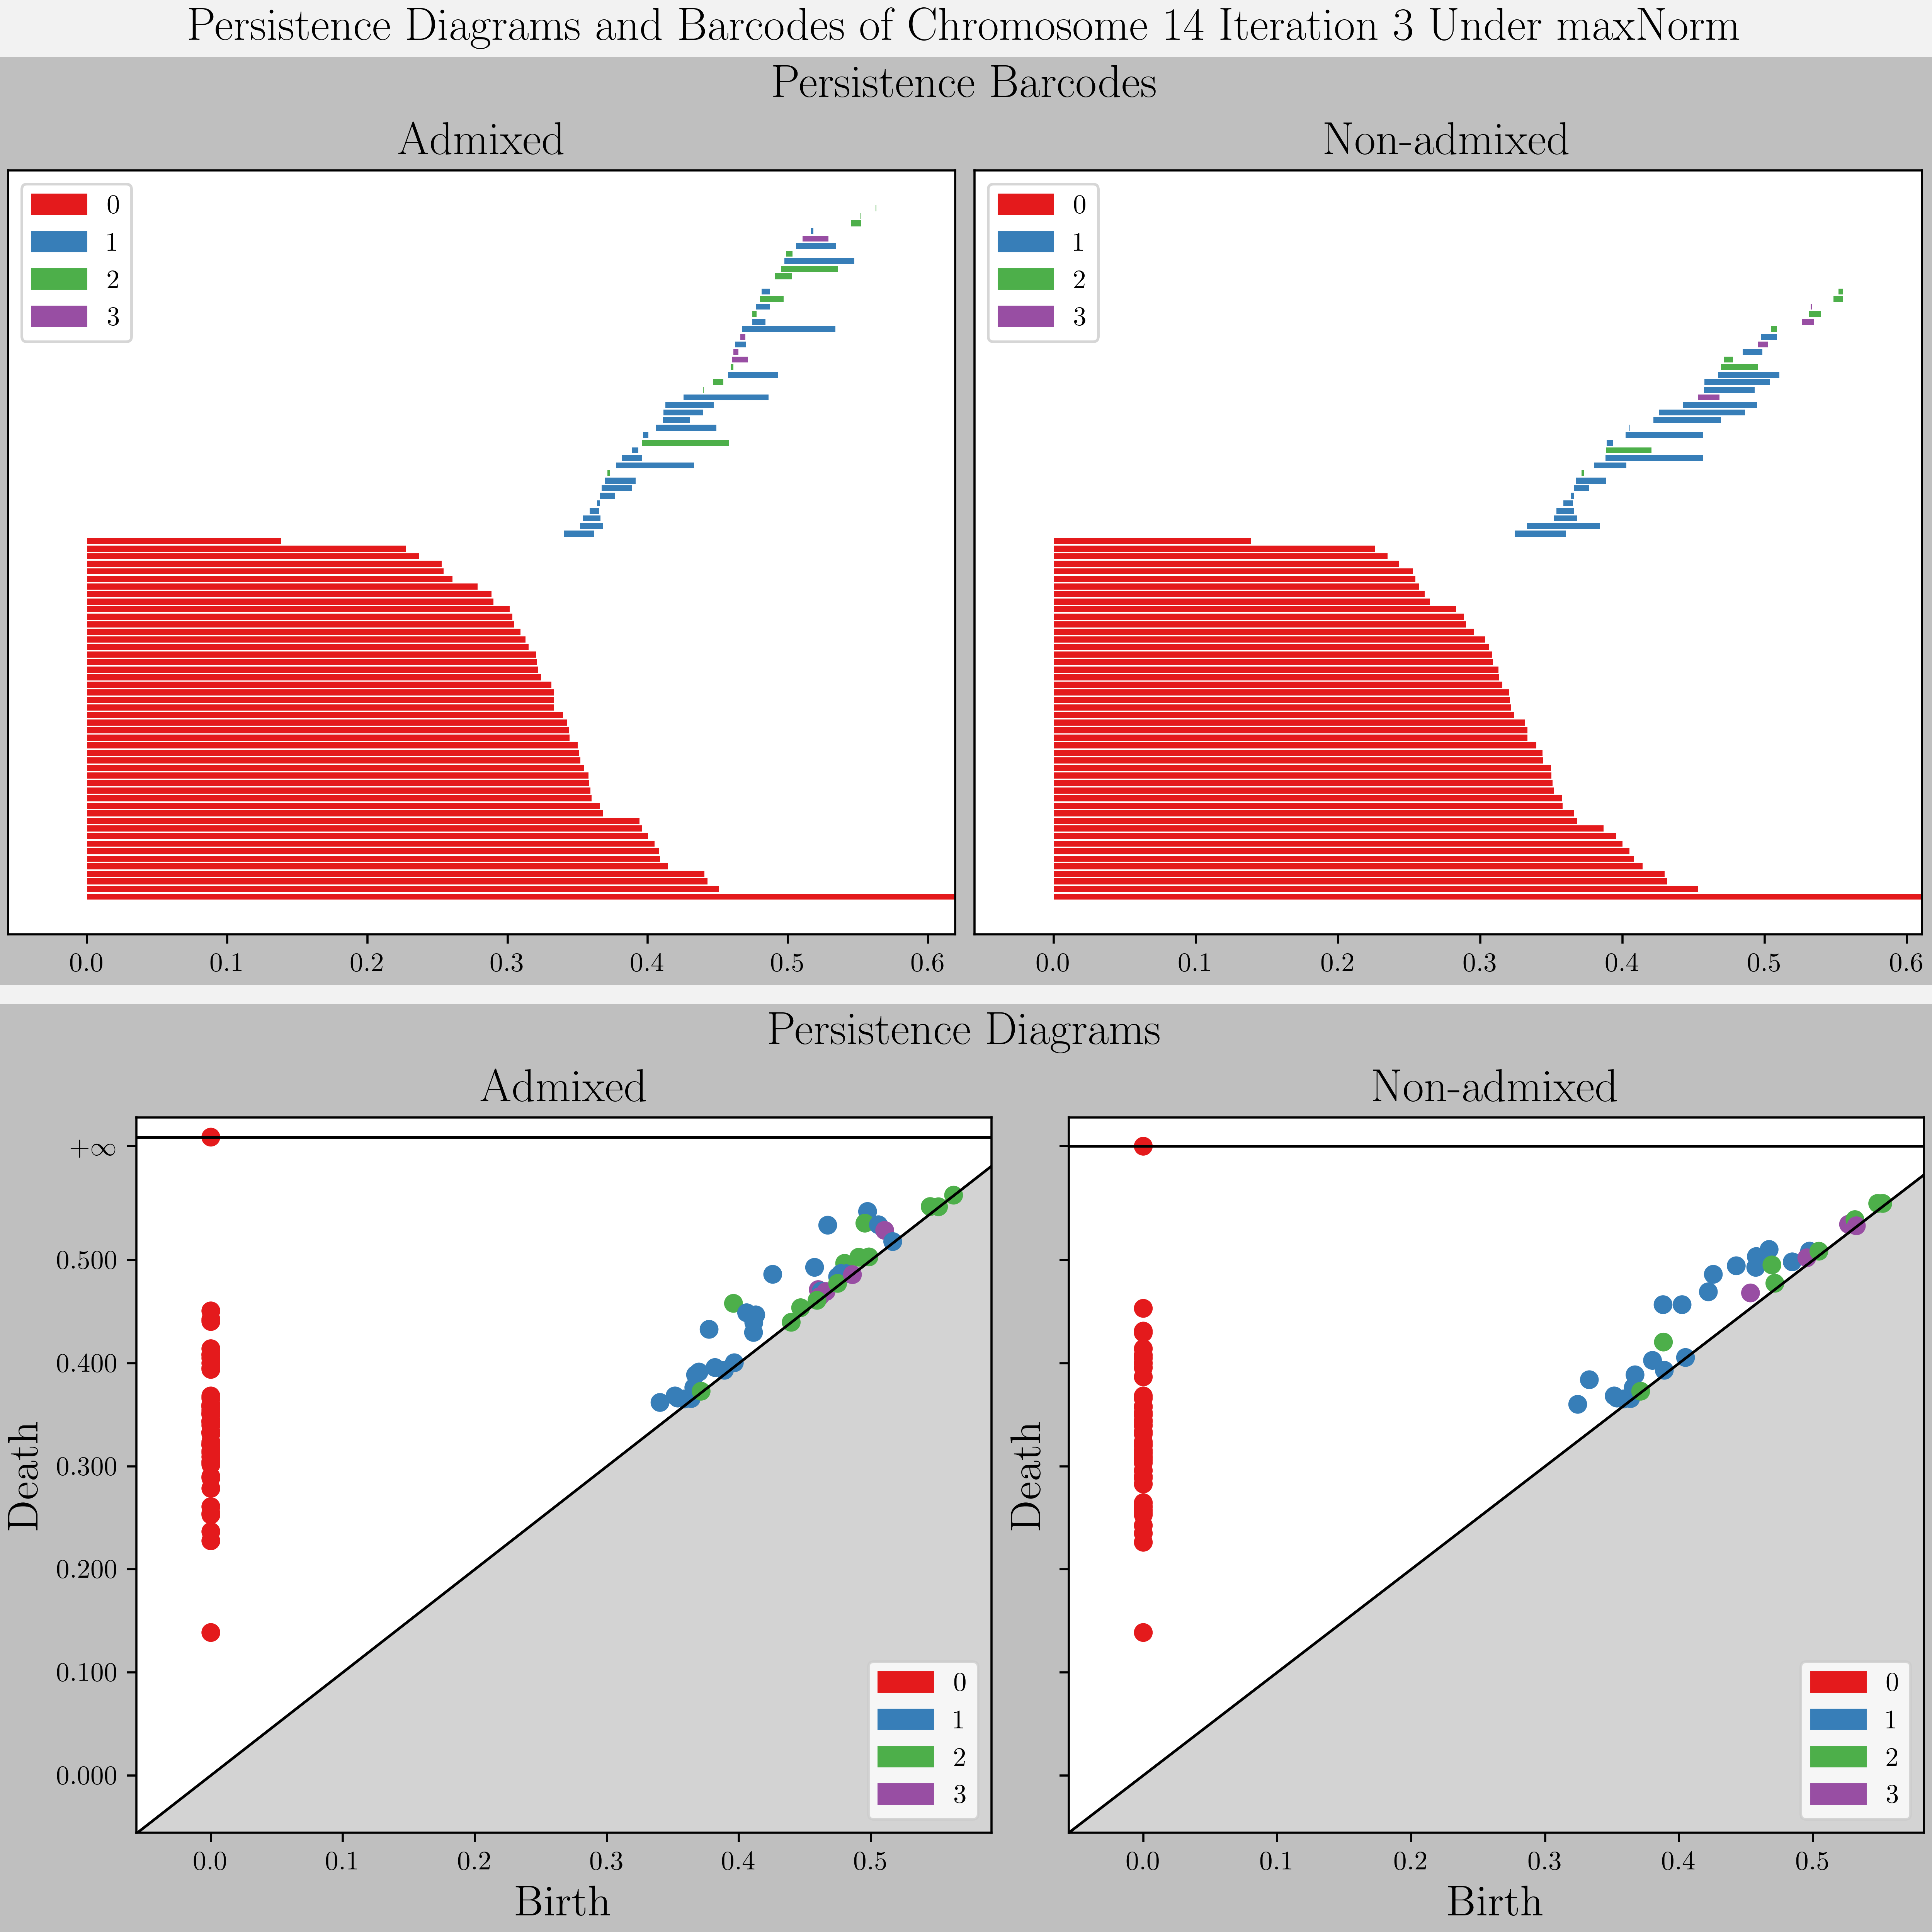 Persistence Diagrams and Barcodes of Chromosome 14 Iteration 3 Under maxNorm
Persistence Barcodes
Admixed
Non-admixed
0
1
2
3
0
1
2
3
0.0 0.1 0.2 0.3 0.4 0.5 0.6
0.0 0.1 0.2 0.3 0.4 0.5 0.6
Persistence Diagrams
Admixed
Non-admixed
+∞
0.500
0.400
0.300
0.200
0.100
0.000
Death
0
1
2
3
0.0 0.1 0.2 0.3 0.4 0.5
Birth
Death
0
1
2
3
0.0 0.1 0.2 0.3 0.4 0.5
Birth